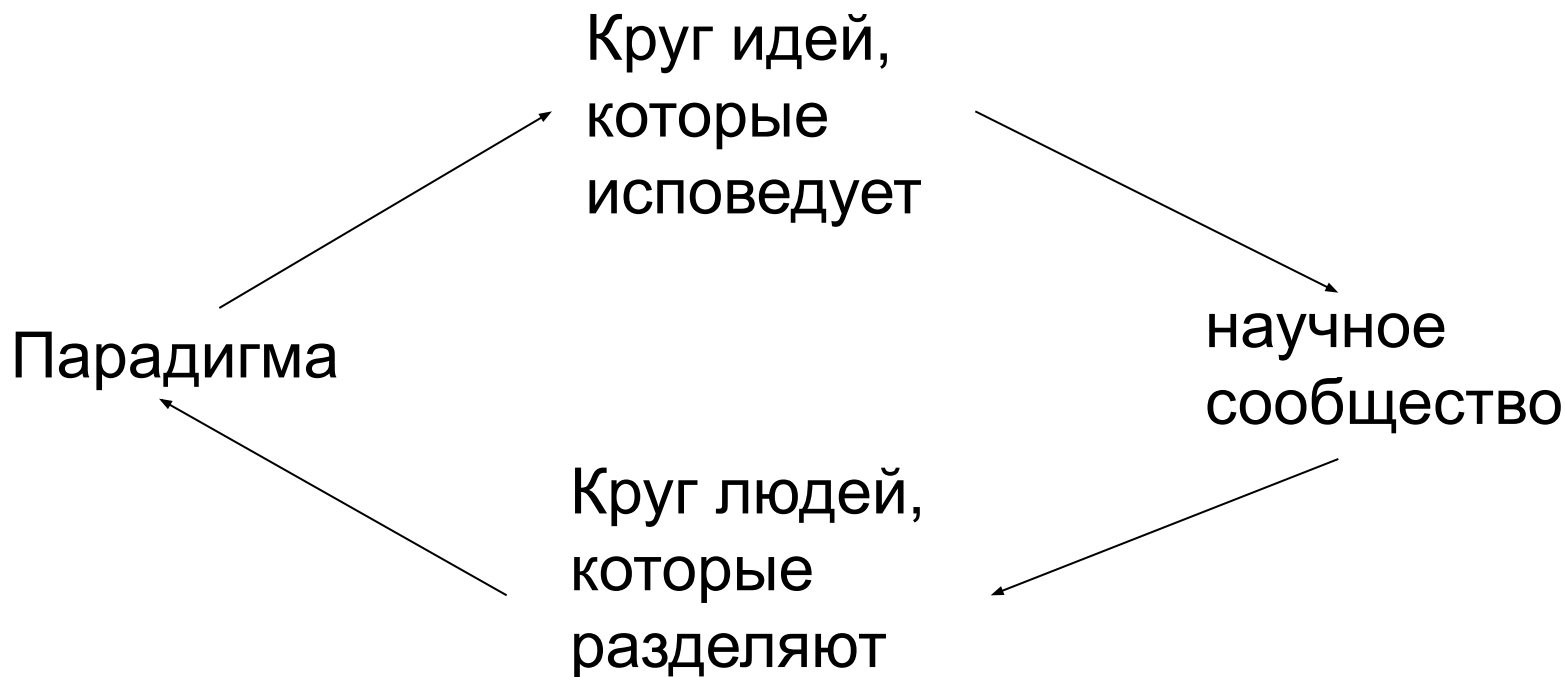 Круг идей,
которые
исповедует
Парадигма
научное
сообщество
Круг людей,
которые
разделяют